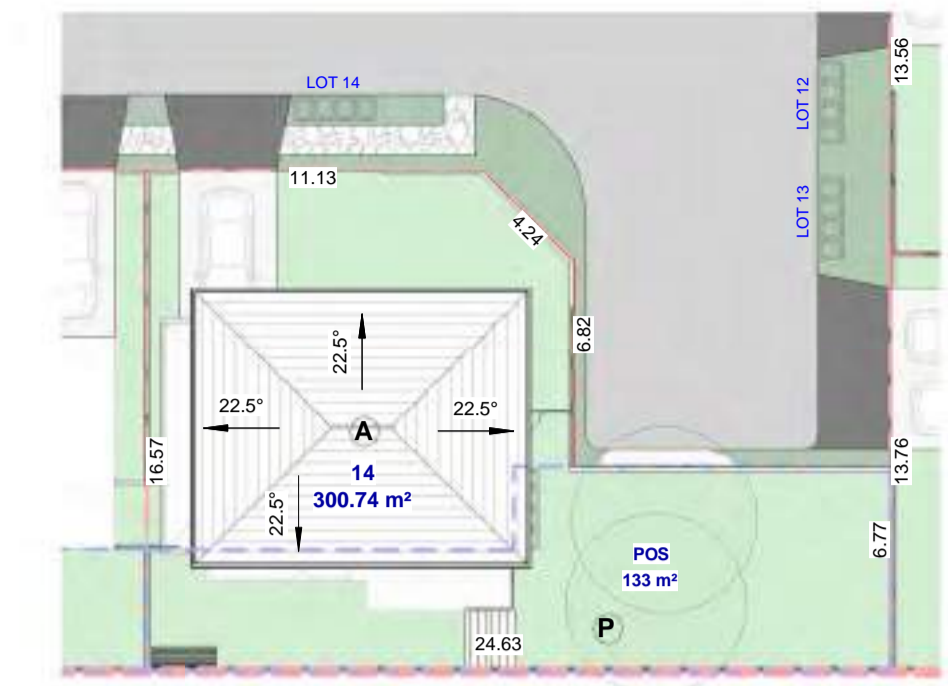 LOT 14
LOT 12
13.56
11.13
LOT 13
4.24
6.82
22.5°
22.5°
22.5°
A
14
300.74 m²
22.5°
16.57
13.76
6.77
POS
133 m²
P
24.63